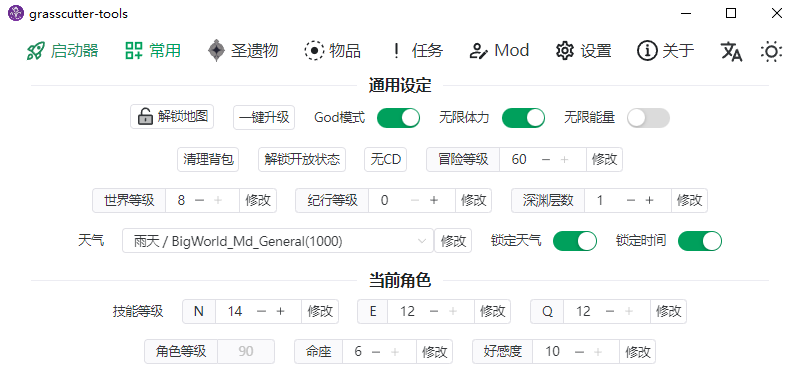 grasscutter-tools
启动器 常用 圣遗物 物品 任务 Mod 设置 关于
通用设定
解锁地图 一键升级 God模式 无限体力 无限能量
清理背包 解锁开放状态 无CD 冒险等级 60 修改
世界等级 8 修改 纪行等级 0 修改 深渊层数 1 修改
天气 雨天 / BigWorld_Md_General(1000) 修改 锁定天气 锁定时间
当前角色
技能等级 N 14 修改 E 12 修改 Q 12 修改
角色等级 90 命座 6 修改 好感度 10 修改